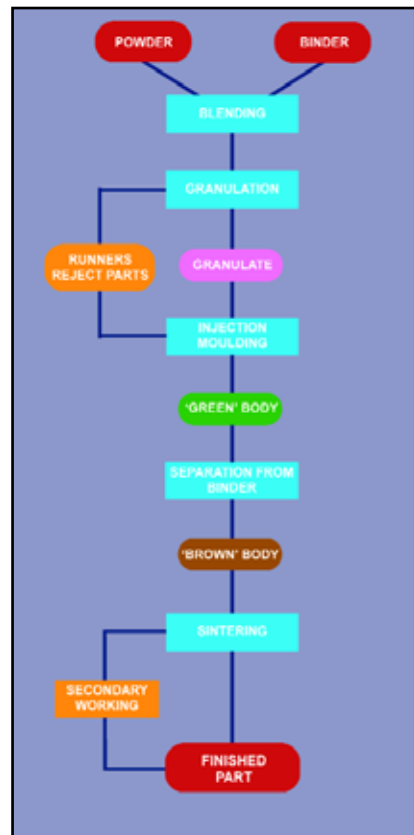 POWDER
BINDER
BLENDING
GRANULATION
RUNNERS
REJECT PARTS
GRANULATE
INJECTION
MOULDING
'GREEN' BODY
SEPARATION FROM
BINDER
'BROWN' BODY
SINTERING
SECONDARY
WORKING
FINISHED
PART